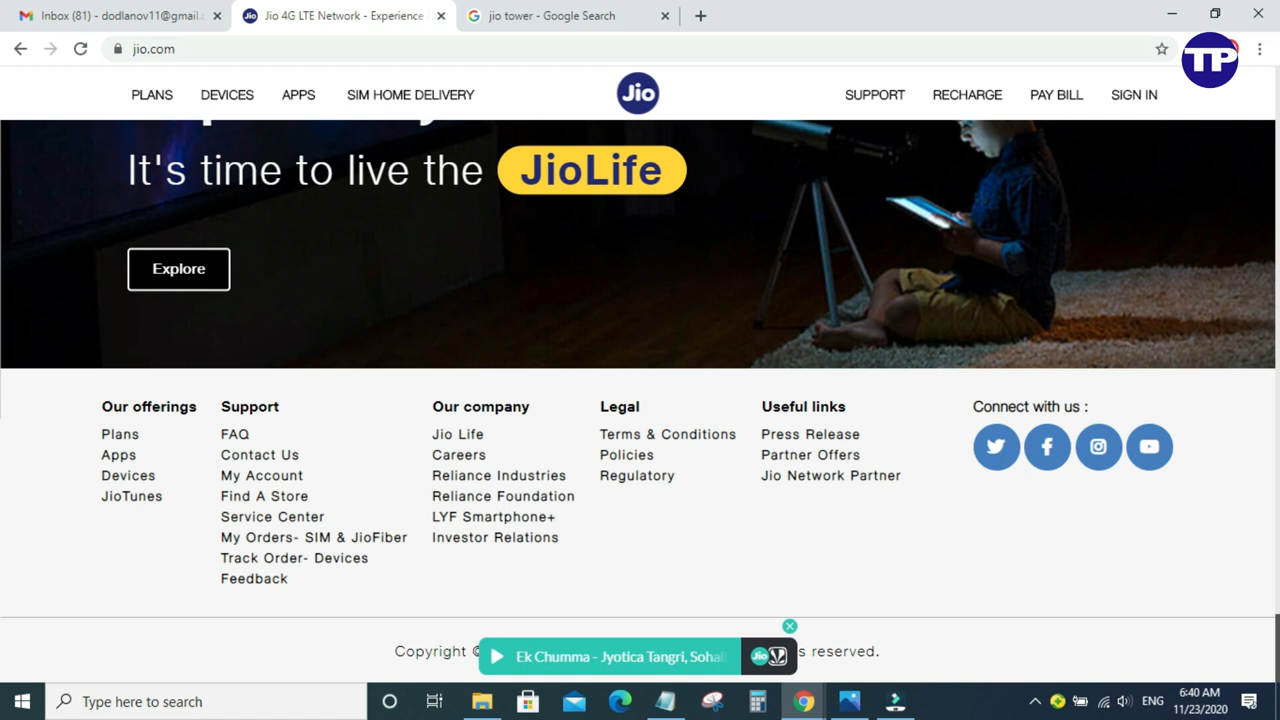 Inbox (81) - dodlanov11@gmail.c
Jio 4G LTE Network - Experience
jio tower - Google Search
jio.com
TP
PLANS
DEVICES
APPS
SIM HOME DELIVERY
Jio
SUPPORT
RECHARGE
PAY BILL
SIGN IN
It's time to live the JioLife
Explore
Our offerings
Plans
Apps
Devices
JioTunes
Support
FAQ
Contact Us
My Account
Find A Store
Service Center
My Orders- SIM & JioFiber
Track Order- Devices
Feedback
Our company
Jio Life
Careers
Reliance Industries
Reliance Foundation
LYF Smartphone+
Investor Relations
Legal
Terms & Conditions
Policies
Regulatory
Useful links
Press Release
Partner Offers
Jio Network Partner
Connect with us :
Copyright ©
s reserved.
Ek Chumma - Jyotica Tangri, Sohail
Jio
Type here to search
ENG
6:40 AM
11/23/2020